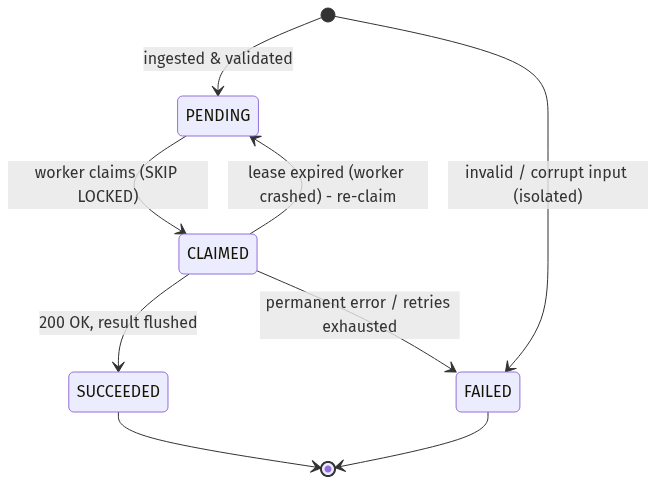 ingested & validated
PENDING
worker claims (SKIP
LOCKED)
lease expired (worker
crashed) - re-claim
invalid / corrupt input
(isolated)
CLAIMED
permanent error / retries
exhausted
200 OK, result flushed
SUCCEEDED
FAILED